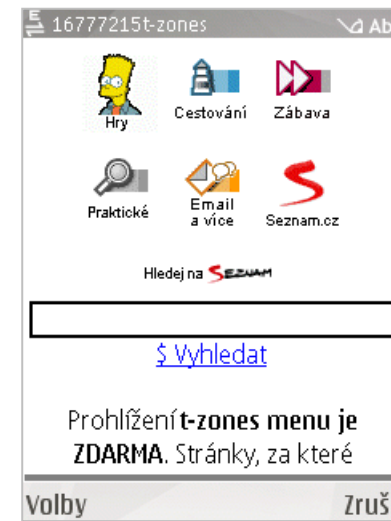 E
16777215t-zones
Ab
Hry
Cestování
Zábava
Praktické
Email
a více
Seznam.cz
Hledej na SEZNAM
$ Vyhledat
Prohlížení t-zones menu je
ZDARMA. Stránky, za které
Volby
Zruš